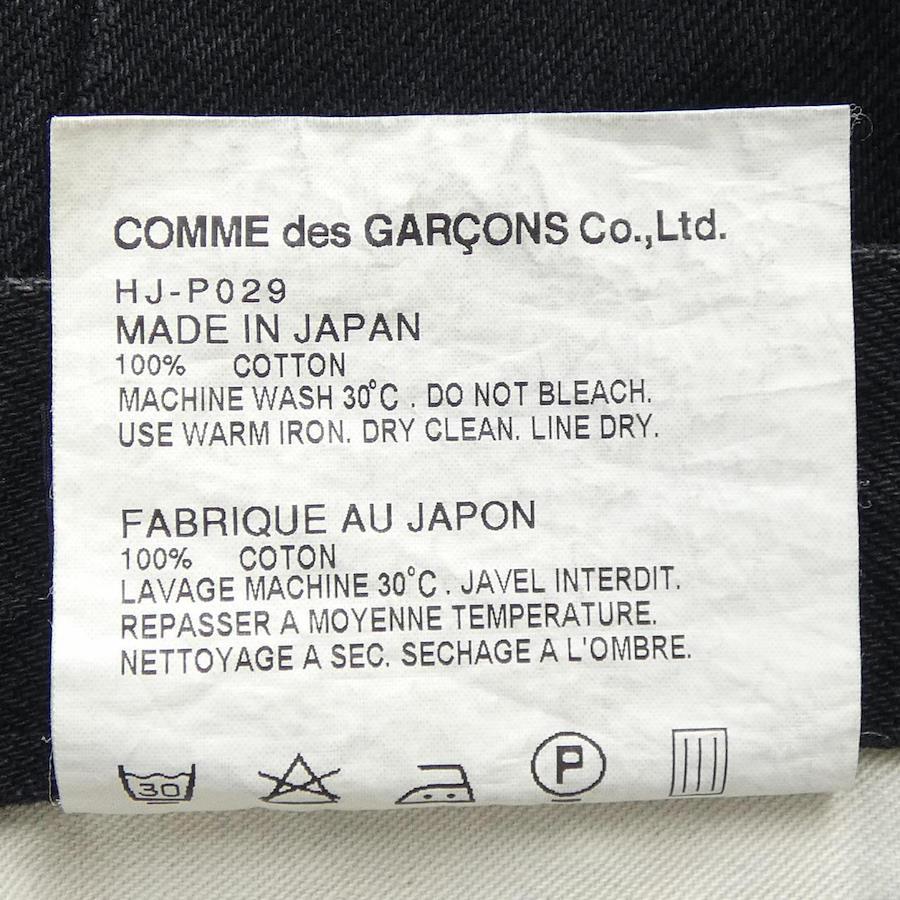 COMME des GARÇONS Co.,Ltd.
HJ-P029
MADE IN JAPAN
100% COTTON
MACHINE WASH 30°C . DO NOT BLEACH.
USE WARM IRON. DRY CLEAN. LINE DRY.
FABRIQUE AU JAPON
100% COTON
LAVAGE MACHINE 30°C . JAVEL INTERDIT.
REPASSER A MOYENNE TEMPERATURE.
NETTOYAGE A SEC. SECHAGE A L'OMBRE.
30 P